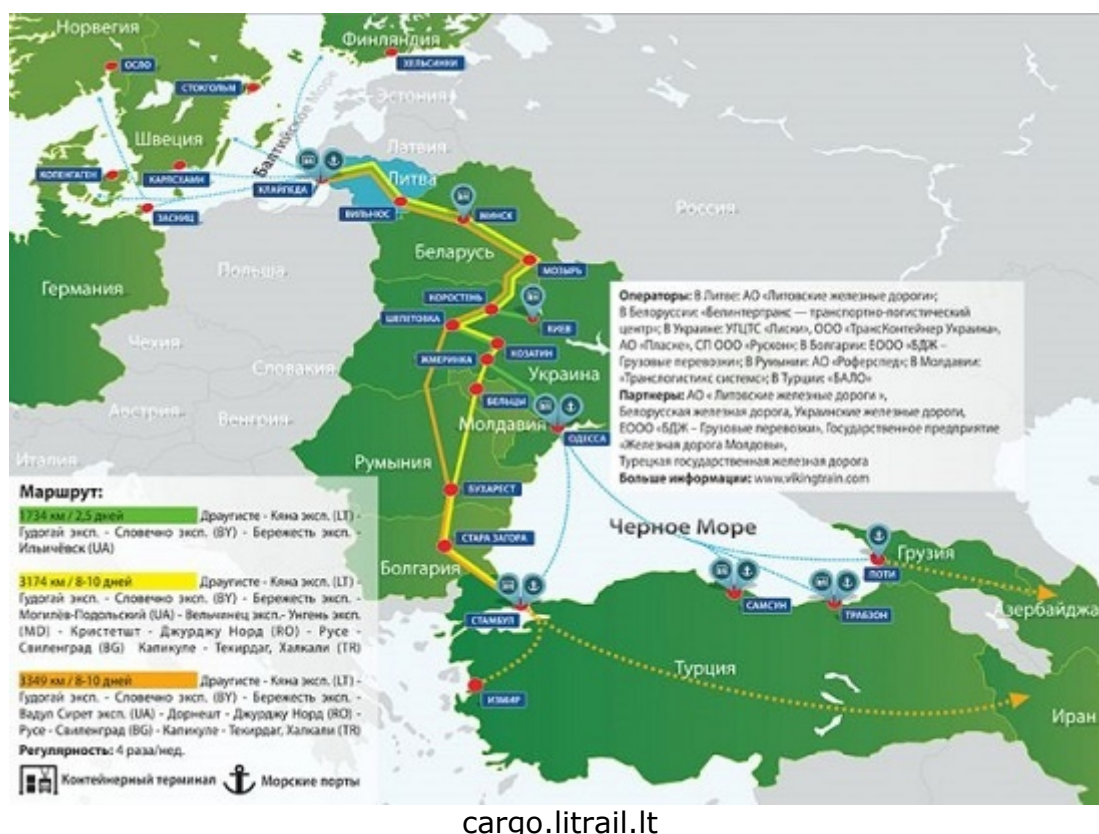 Норвегия
Финляндия
ОСЛО
ХЕЛЬСИНКИ
СТОКГОЛЬМ
Эстония
Швеция
Балтийское Море
Латвия
КОПЕНГАГЕН
КАРЛСХАМН
КЛАЙПЕДА
Литва
ЗАСНИЦ
ВИЛЬНЮС
МИНСК
Россия
Беларусь
Польша
МОЗЫРЬ
Германия
КОРОСТЕНЬ
ШЕПЕТОВКА
КИЕВ
Чехия
КОЗАТИН
Словакия
ЖМЕРИНКА
Украина
БЕЛЬЦЫ
Австрия
Венгрия
Молдавия
ОДЕССА
Италия
Румыния
БУХАРЕСТ
СТАРА ЗАГОРА
Болгария
Черное Море
Грузия
ПОТИ
Азербайджа
СТАМБУЛ
САМСУН
ТРАБЗОН
Турция
ИЗМИР
Иран
Операторы: В Литве: АО «Литовские железные дороги»;
В Белоруссии: «Белинтертранс — транспортно-логистический
центр»; В Украине: УГЦТС «Лиски», ООО «ТрансКонтейнер Украина»,
АО «Пласке», СП ООО «Рускон»; В Болгарии: ЕООО «БДЖ –
Грузовые перевозки»; В Румынии: АО «Роферспед»; В Молдавии:
«Транслогистикс системс»; В Турции: «БАЛО»
Партнеры: АО « Литовские железные дороги »,
Белорусская железная дорога, Украинские железные дороги,
ЕООО «БДЖ – Грузовые перевозки», Государственное предприятие
«Железная дорога Молдовы»,
Турецкая государственная железная дорога
Больше информации: www.vikingtrain.com
Маршрут:
1734 км / 2,5 дней Драугисте - Кяна эксп. (LT) -
Гудогай эксп. - Словечно эксп. (BY) - Бережесть эксп. -
Ильичёвск (UA)
3174 км / 8-10 дней Драугисте - Кяна эксп. (LT) -
Гудогай эксп. - Словечно эксп. (BY) - Бережесть эксп. -
Могилёв-Подольский (UA) - Вельчинец эксп.- Унгень эксп.
(MD) - Кристешт - Джурджу Норд (RO) - Русе -
Свиленград (BG) Капикуле - Текирдаг, Халкали (TR)
3349 км / 8-10 дней Драугисте - Кяна эксп. (LT) -
Гудогай эксп. - Словечно эксп. (BY) - Бережесть эксп. -
Вадул Сирет эксп. (UA) - Дорнешт - Джурджу Норд (RO) -
Русе - Свиленград (BG) - Капикуле - Текирдаг, Халкали (TR)
Регулярность: 4 раза/нед.
Контейнерный терминал Морские порты
cargo.litrail.lt